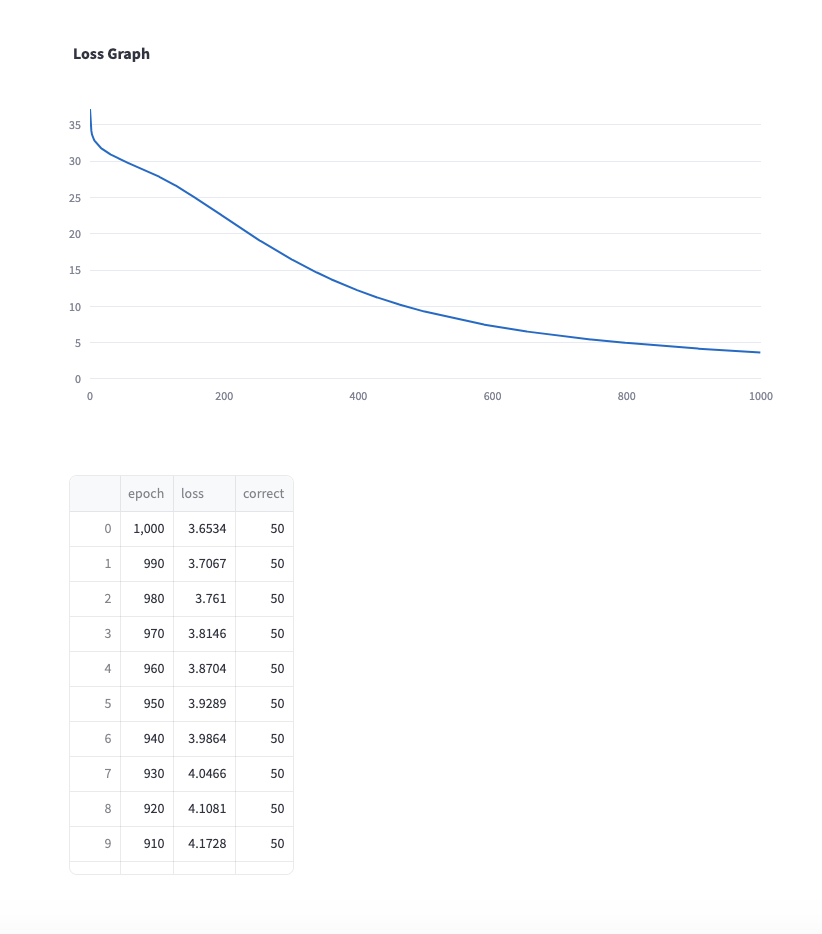 Loss Graph
35
30
25
20
15
10
5
0
0 200 400 600 800 1000
epoch loss correct
0 1,000 3.6534 50
1 990 3.7067 50
2 980 3.761 50
3 970 3.8146 50
4 960 3.8704 50
5 950 3.9289 50
6 940 3.9864 50
7 930 4.0466 50
8 920 4.1081 50
9 910 4.1728 50